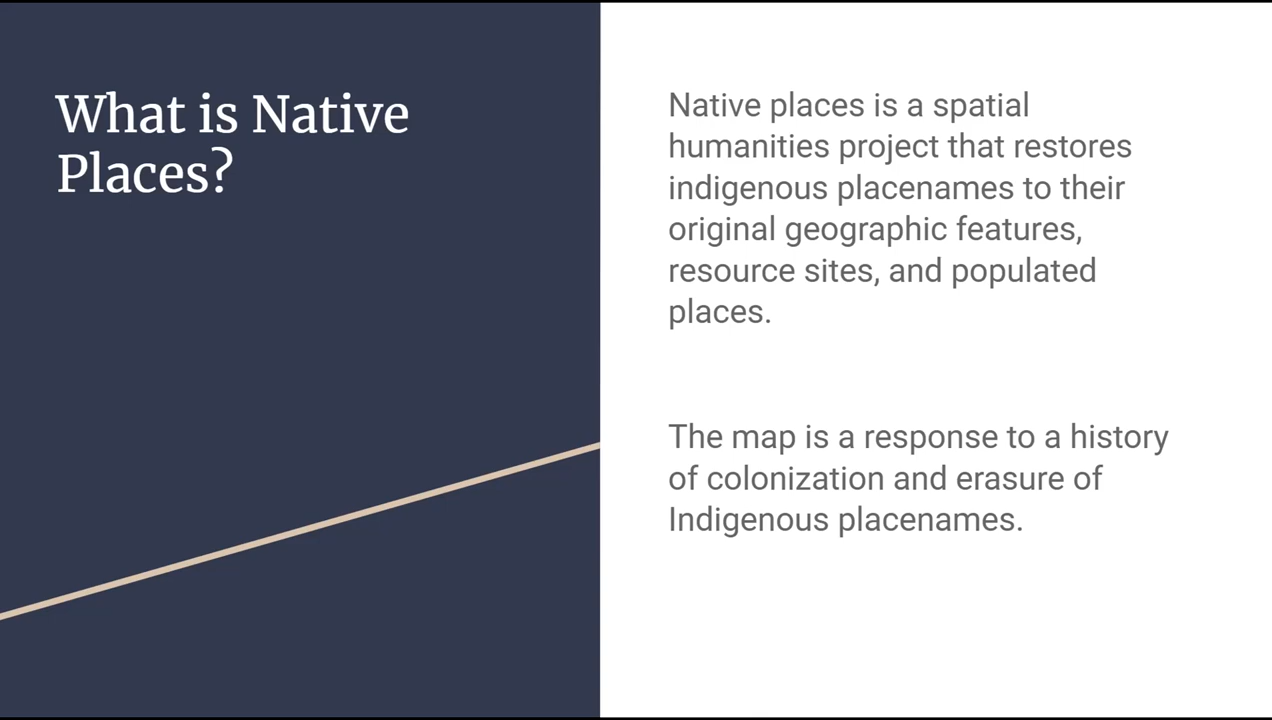 What is Native
Places?
Native places is a spatial
humanities project that restores
indigenous placenames to their
original geographic features,
resource sites, and populated
places.
The map is a response to a history
of colonization and erasure of
Indigenous placenames.